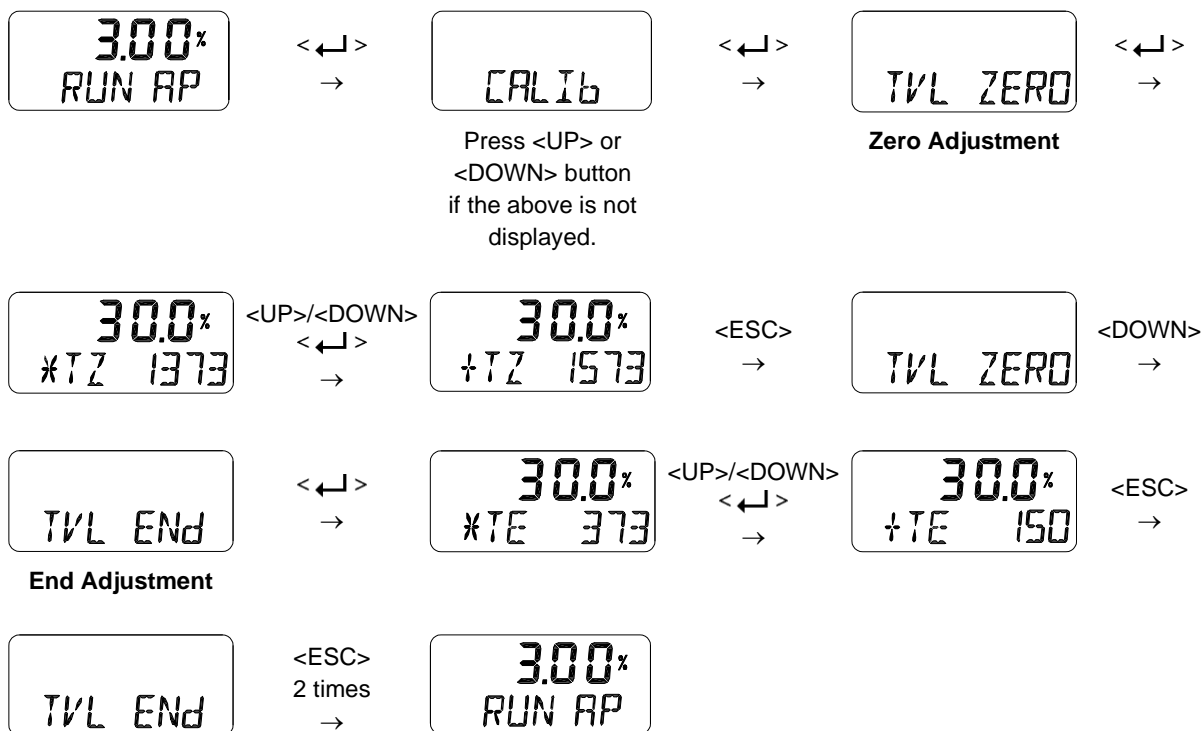 3.00%
RUN AP
< ↵ >
→
CALIb
Press <UP> or
<DOWN> button
if the above is not
displayed.
< ↵ >
→
TVL ZERO
Zero Adjustment
< ↵ >
→
30.0%
*TZ 1373
<UP>/<DOWN>
< ↵ >
→
30.0%
+TZ 1573
<ESC>
→
TVL ZERO
<DOWN>
→
TVL ENd
End Adjustment
< ↵ >
→
30.0%
*TE 373
<UP>/<DOWN>
< ↵ >
→
30.0%
+TE 150
<ESC>
→
TVL ENd
<ESC>
2 times
→
3.00%
RUN AP